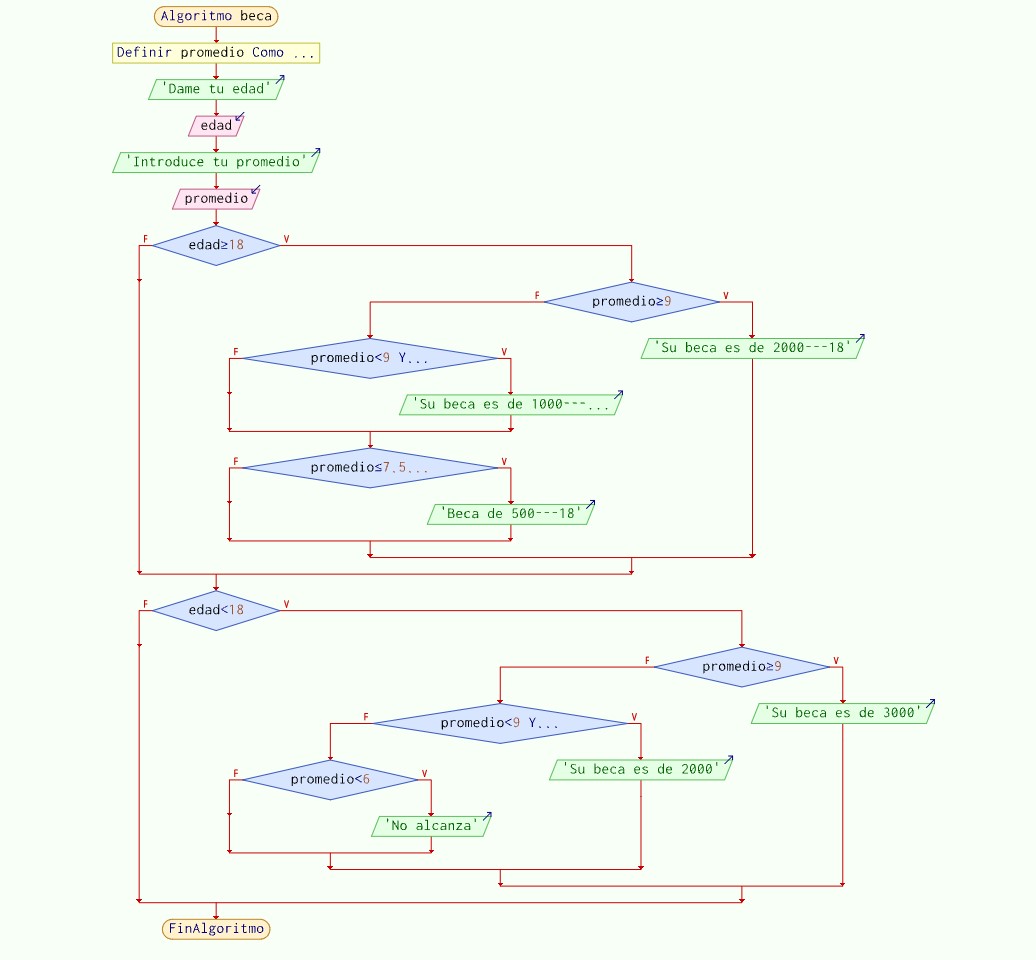 Algoritmo beca
Definir promedio Como ...
'Dame tu edad'
edad
'Introduce tu promedio'
promedio
F
edad≥18
V
F
promedio≥9
V
'Su beca es de 2000---18'
F
promedio<9 Y...
V
'Su beca es de 1000---...
F
promedio≤7.5...
V
'Beca de 500---18'
F
edad<18
V
F
promedio≥9
V
'Su beca es de 3000'
F
promedio<9 Y...
V
'Su beca es de 2000'
F
promedio<6
V
'No alcanza'
FinAlgoritmo